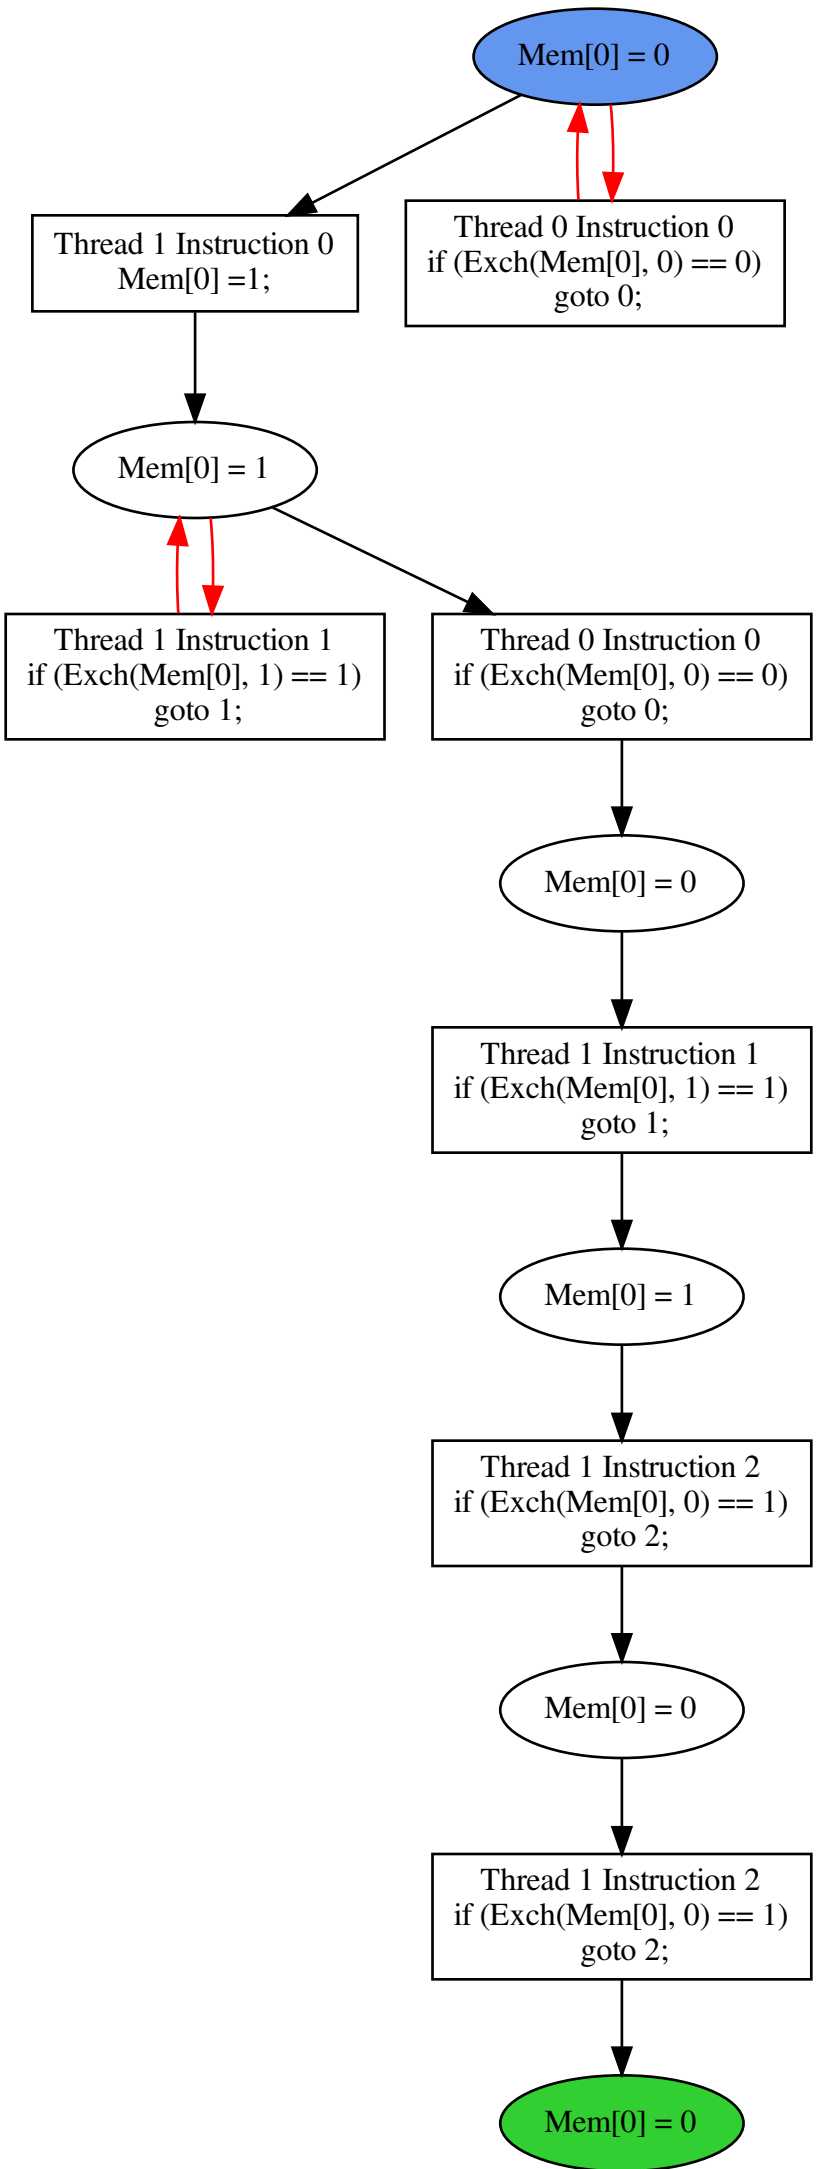 Mem[0] = 0
Thread 1 Instruction 0
Mem[0] =1;
Thread 0 Instruction 0
if (Exch(Mem[0], 0) == 0)
goto 0;
Mem[0] = 1
Thread 1 Instruction 1
if (Exch(Mem[0], 1) == 1)
goto 1;
Thread 0 Instruction 0
if (Exch(Mem[0], 0) == 0)
goto 0;
Mem[0] = 0
Thread 1 Instruction 1
if (Exch(Mem[0], 1) == 1)
goto 1;
Mem[0] = 1
Thread 1 Instruction 2
if (Exch(Mem[0], 0) == 1)
goto 2;
Mem[0] = 0
Thread 1 Instruction 2
if (Exch(Mem[0], 0) == 1)
goto 2;
Mem[0] = 0